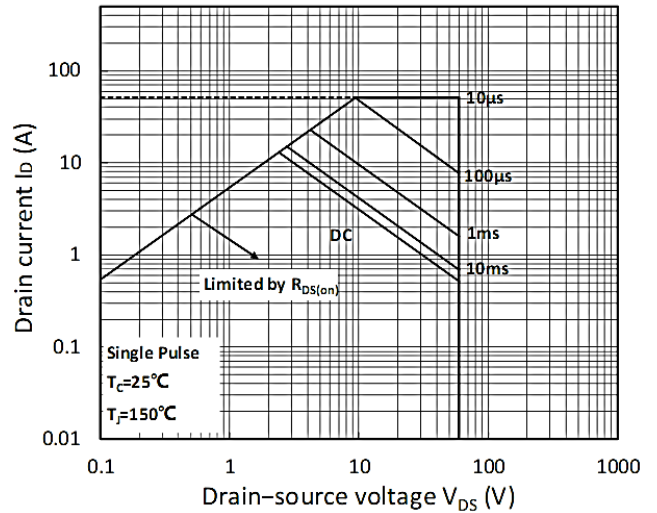 Drain current ID (A)
100
10
1
0.1
0.01
10µs
100µs
1ms
10ms
DC
Limited by RDS(on)
Single Pulse
TC=25℃
TJ=150℃
0.1
1
10
100
1000
Drain−source voltage VDS (V)